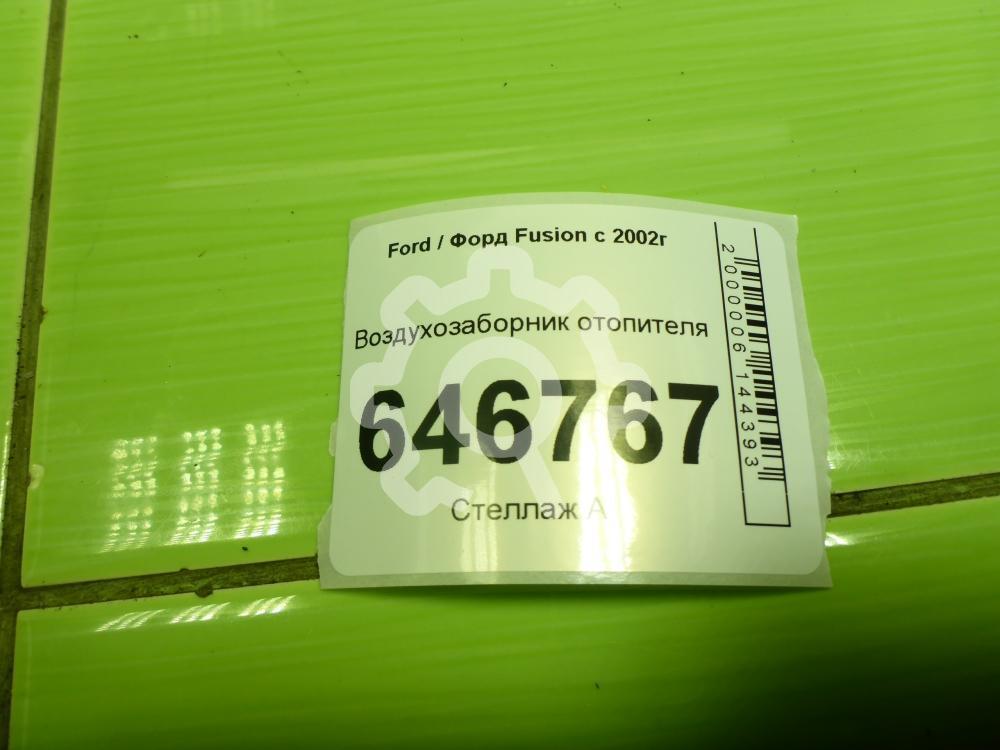 Ford / Форд Fusion с 2002г
Воздухозаборник отопителя
646767
Стеллаж А
2000006144393